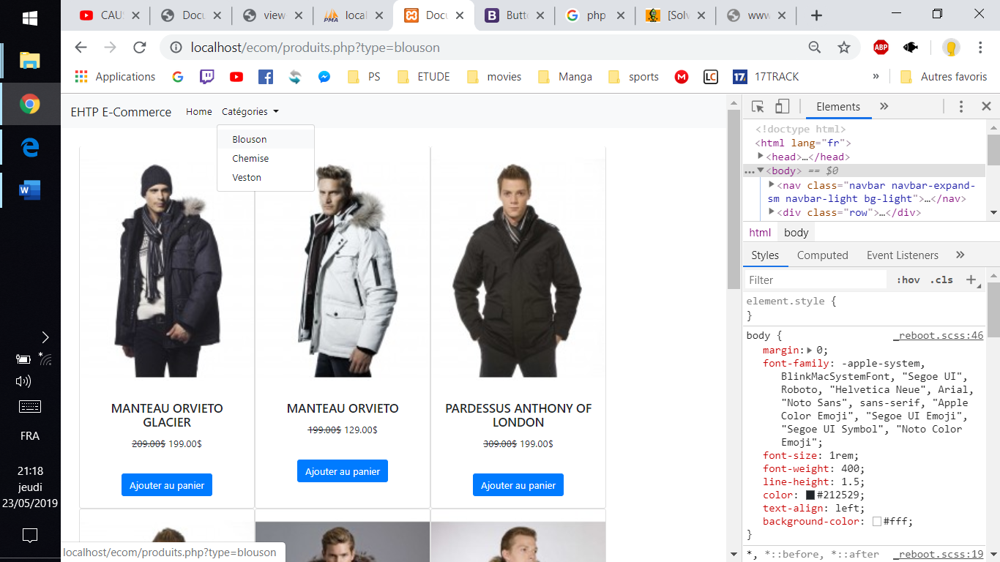 CAUS
Docu
view
PMA
local
Docu
B
Butto
php
[Solv
www
localhost/ecom/produits.php?type=blouson
ABP
Applications
PS
ETUDE
movies
Manga
sports
M
LC
17
17TRACK
»
Autres favoris
EHTP E-Commerce
Home
Catégories
Blouson
Chemise
Veston
MANTEAU ORVIETO
GLACIER
209.00$ 199.00$
Ajouter au panier
MANTEAU ORVIETO
199.00$ 129.00$
Ajouter au panier
PARDESSUS ANTHONY OF
LONDON
309.00$ 199.00$
Ajouter au panier
localhost/ecom/produits.php?type=blouson
Elements
»
<!doctype html>
<html lang="fr">
<head>…</head>
…<body> == $0
<nav class="navbar navbar-expand-
sm navbar-light bg-light">…</nav>
<div class="row">…</div>
html body
Styles Computed Event Listeners »
Filter :hov .cls +
element.style {
}
body { _reboot.scss:46
margin: 0;
font-family: -apple-system,
BlinkMacSystemFont, "Segoe UI",
Roboto, "Helvetica Neue", Arial,
"Noto Sans", sans-serif, "Apple
Color Emoji", "Segoe UI Emoji",
"Segoe UI Symbol", "Noto Color
Emoji";
font-size: 1rem;
font-weight: 400;
line-height: 1.5;
color: #212529;
text-align: left;
background-color: #fff;
}
*, *::before, *::after _reboot.scss:19
W
FRA
21:18
jeudi
23/05/2019